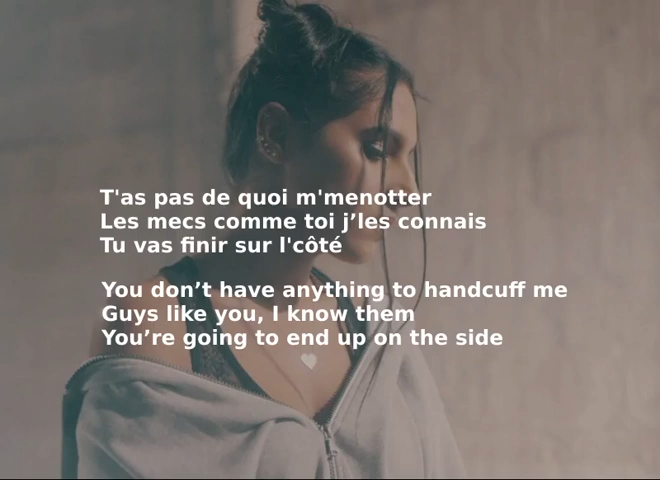 T'as pas de quoi m'menotter
Les mecs comme toi j’les connais
Tu vas finir sur l'côté
You don’t have anything to handcuff me
Guys like you, I know them
You’re going to end up on the side